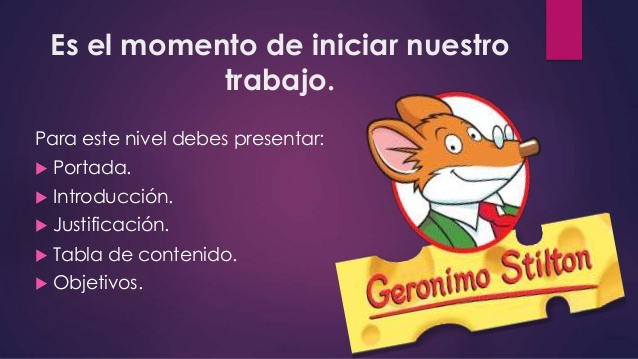 Es el momento de iniciar nuestro
trabajo.
Para este nivel debes presentar:
Portada.
Introducción.
Justificación.
Tabla de contenido.
Objetivos.
Geronimo Stilton